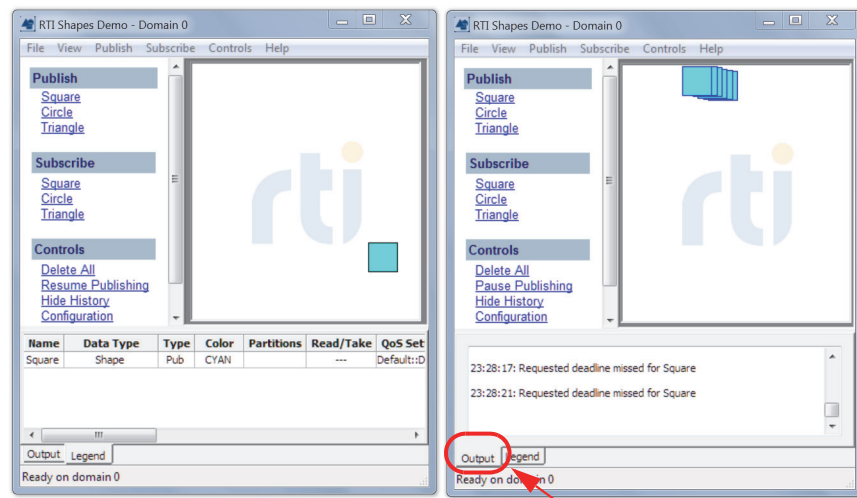 RTI Shapes Demo - Domain 0
File View Publish Subscribe Controls Help
Publish
Square
Circle
Triangle
Subscribe
Square
Circle
Triangle
Controls
Delete All
Resume Publishing
Hide History
Configuration
rti
Name Data Type Type Color Partitions Read/Take QoS Set
Square Shape Pub CYAN --- Default::D
Output Legend
Ready on domain 0
RTI Shapes Demo - Domain 0
File View Publish Subscribe Controls Help
Publish
Square
Circle
Triangle
Subscribe
Square
Circle
Triangle
Controls
Delete All
Pause Publishing
Hide History
Configuration
rti
23:28:17: Requested deadline missed for Square
23:28:21: Requested deadline missed for Square
Output Legend
Ready on domain 0